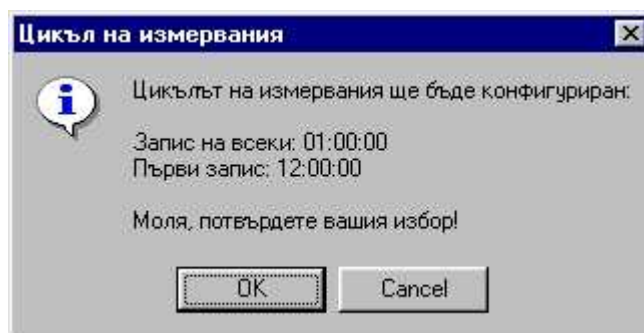 Цикъл на измервания
Цикълът на измервания ще бъде конфигуриран:
Запис на всеки: 01:00:00
Първи запис: 12:00:00
Моля, потвърдете вашия избор!
OK
Cancel